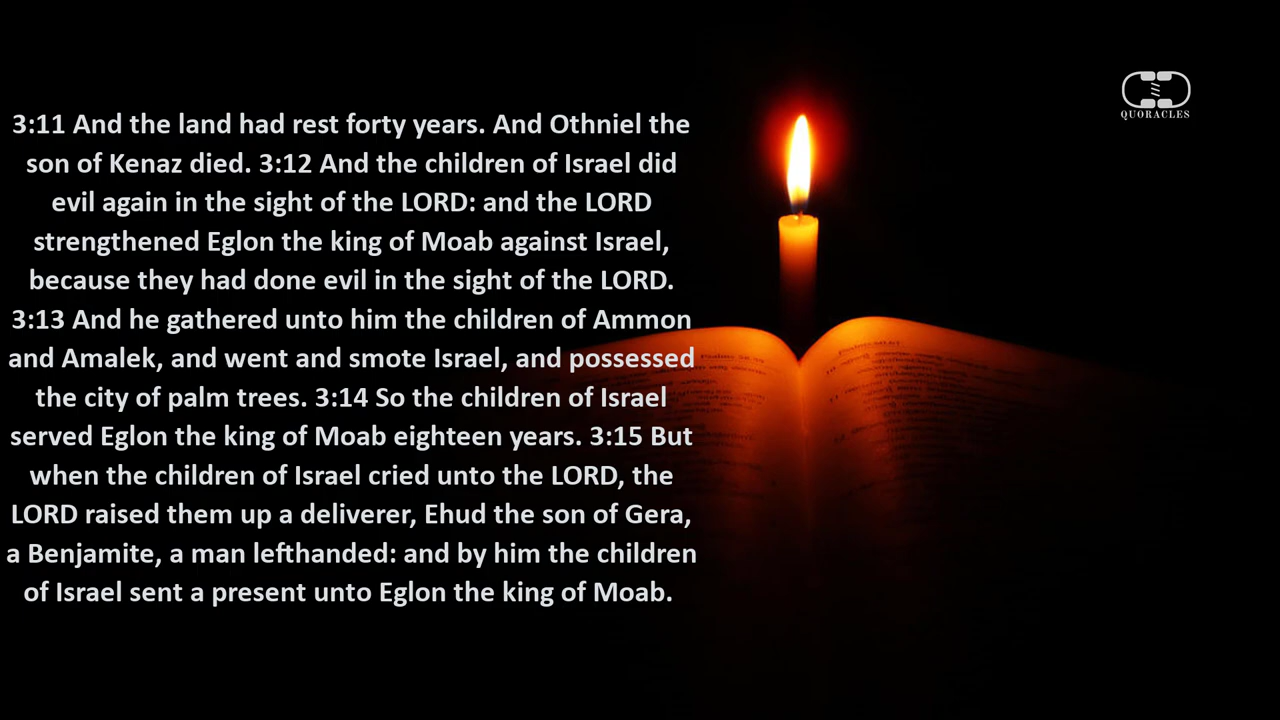 3:11 And the land had rest forty years. And Othniel the
son of Kenaz died. 3:12 And the children of Israel did
evil again in the sight of the LORD: and the LORD
strengthened Eglon the king of Moab against Israel,
because they had done evil in the sight of the LORD.
3:13 And he gathered unto him the children of Ammon
and Amalek, and went and smote Israel, and possessed
the city of palm trees. 3:14 So the children of Israel
served Eglon the king of Moab eighteen years. 3:15 But
when the children of Israel cried unto the LORD, the
LORD raised them up a deliverer, Ehud the son of Gera,
a Benjamite, a man lefthanded: and by him the children
of Israel sent a present unto Eglon the king of Moab.
QUORACLES